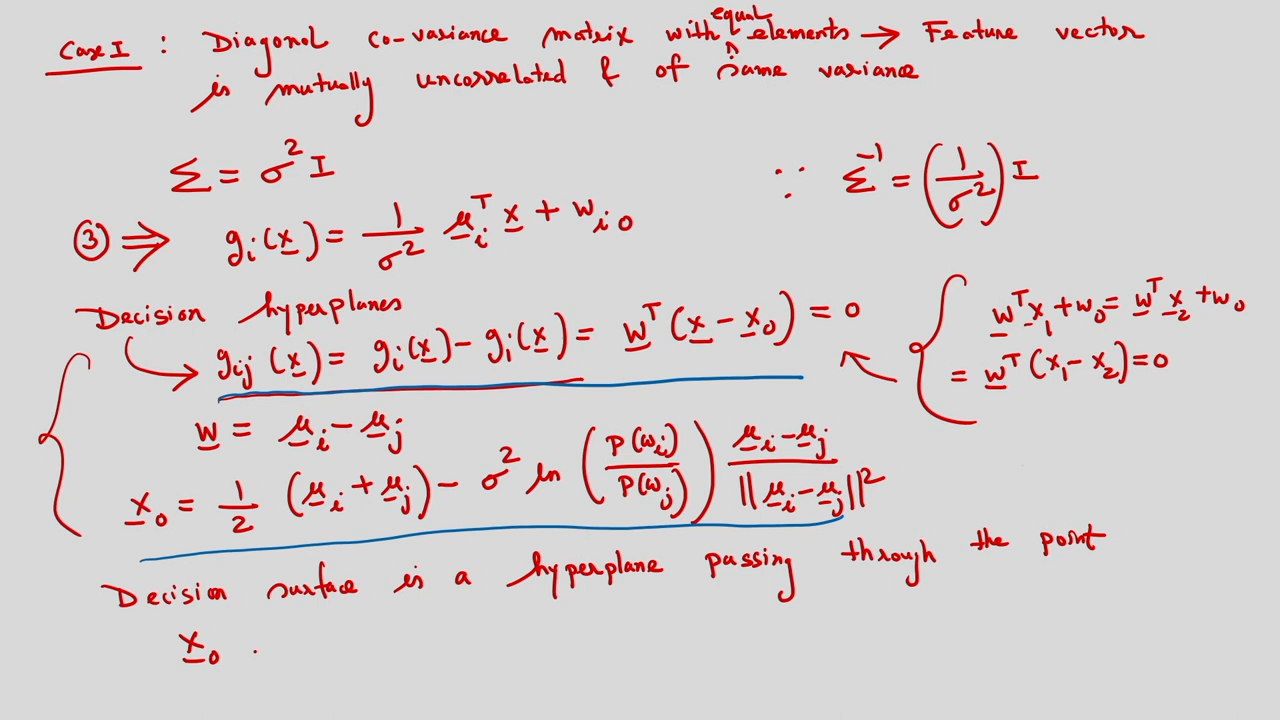 Case I : Diagonal co-variance matrix with equal elements → Feature vector
is mutually uncorrelated & of same variance
Σ = σ² I
∵ Σ⁻¹ = (1/σ²) I
③ ⇒ gᵢ(x) = 1/σ² μᵢᵀ x + wᵢ₀
Decision hyperplanes
gᵢⱼ(x) = gᵢ(x) − gᵢ(x) = wᵀ(x − x₀) = 0
wᵀx₁ + w₀ = wᵀx₂ + w₀
= wᵀ(x₁ − x₂) = 0
w = μᵢ − μⱼ
x₀ = 1/2 (μᵢ + μⱼ) − σ² ln (P(ωᵢ)/P(ωⱼ)) (μᵢ − μⱼ)/||μᵢ − μⱼ||²
Decision surface is a hyperplane passing through the point
x₀ .